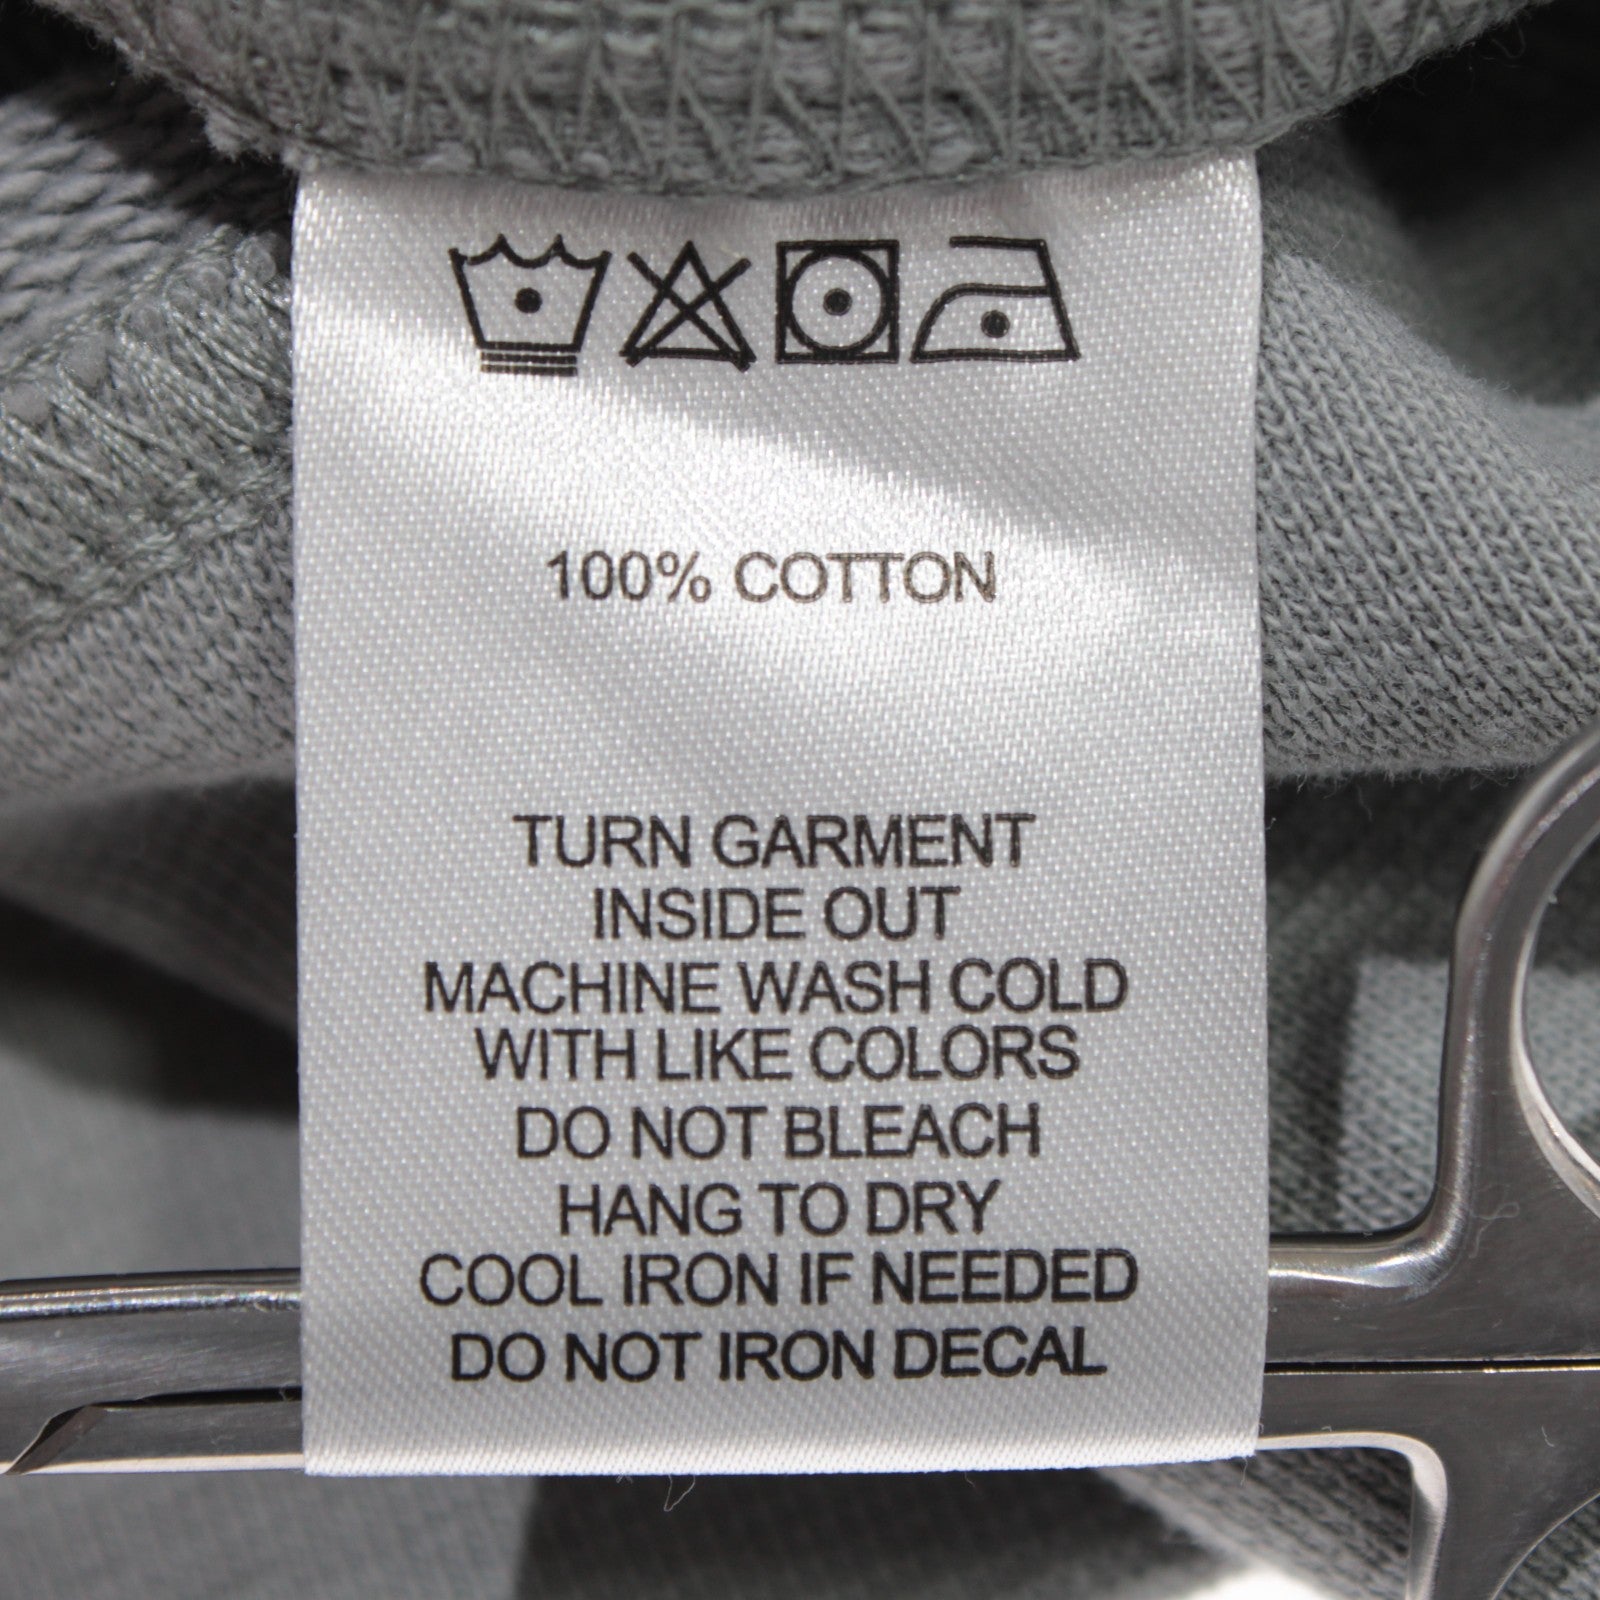 100% COTTON
TURN GARMENT
INSIDE OUT
MACHINE WASH COLD
WITH LIKE COLORS
DO NOT BLEACH
HANG TO DRY
COOL IRON IF NEEDED
DO NOT IRON DECAL